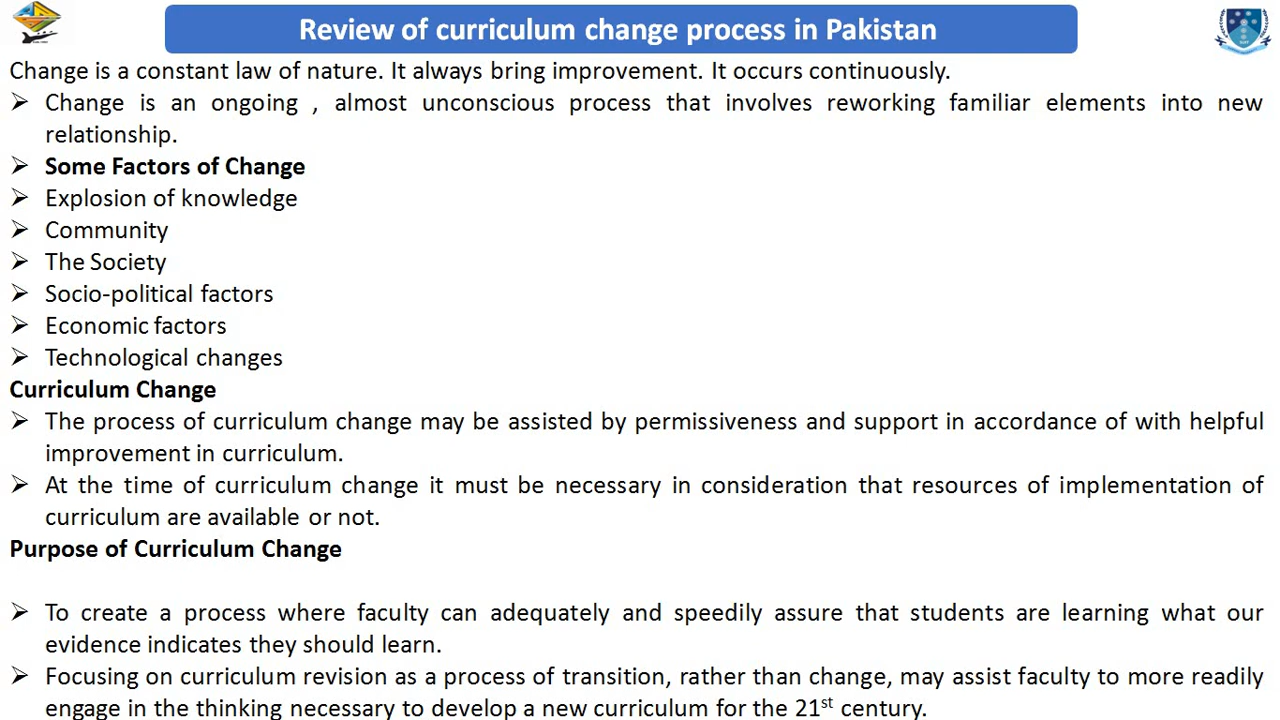 Review of curriculum change process in Pakistan
Change is a constant law of nature. It always bring improvement. It occurs continuously.
➢ Change is an ongoing , almost unconscious process that involves reworking familiar elements into new
relationship.
➢ Some Factors of Change
➢ Explosion of knowledge
➢ Community
➢ The Society
➢ Socio-political factors
➢ Economic factors
➢ Technological changes
Curriculum Change
➢ The process of curriculum change may be assisted by permissiveness and support in accordance of with helpful
improvement in curriculum.
➢ At the time of curriculum change it must be necessary in consideration that resources of implementation of
curriculum are available or not.
Purpose of Curriculum Change
➢ To create a process where faculty can adequately and speedily assure that students are learning what our
evidence indicates they should learn.
➢ Focusing on curriculum revision as a process of transition, rather than change, may assist faculty to more readily
engage in the thinking necessary to develop a new curriculum for the 21st century.